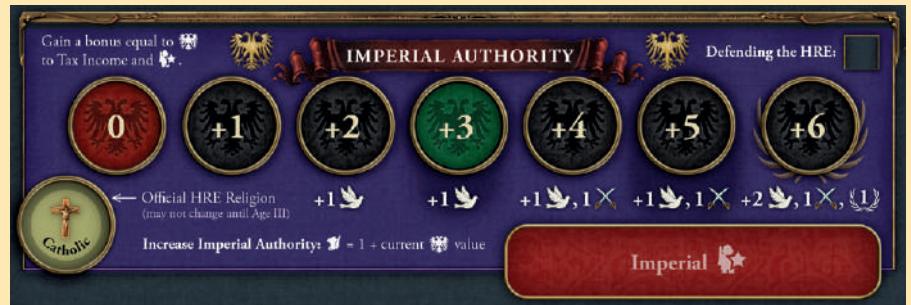 Gain a bonus equal to
to Tax Income and .
IMPERIAL AUTHORITY
Defending the HRE:
0 +1 +2 +3 +4 +5 +6
Official HRE Religion
(may not change until Age III)
+1 +1 +1 , 1 +1 , 1 +2 , 1 , 1
Catholic
Increase Imperial Authority: = 1 + current value
Imperial